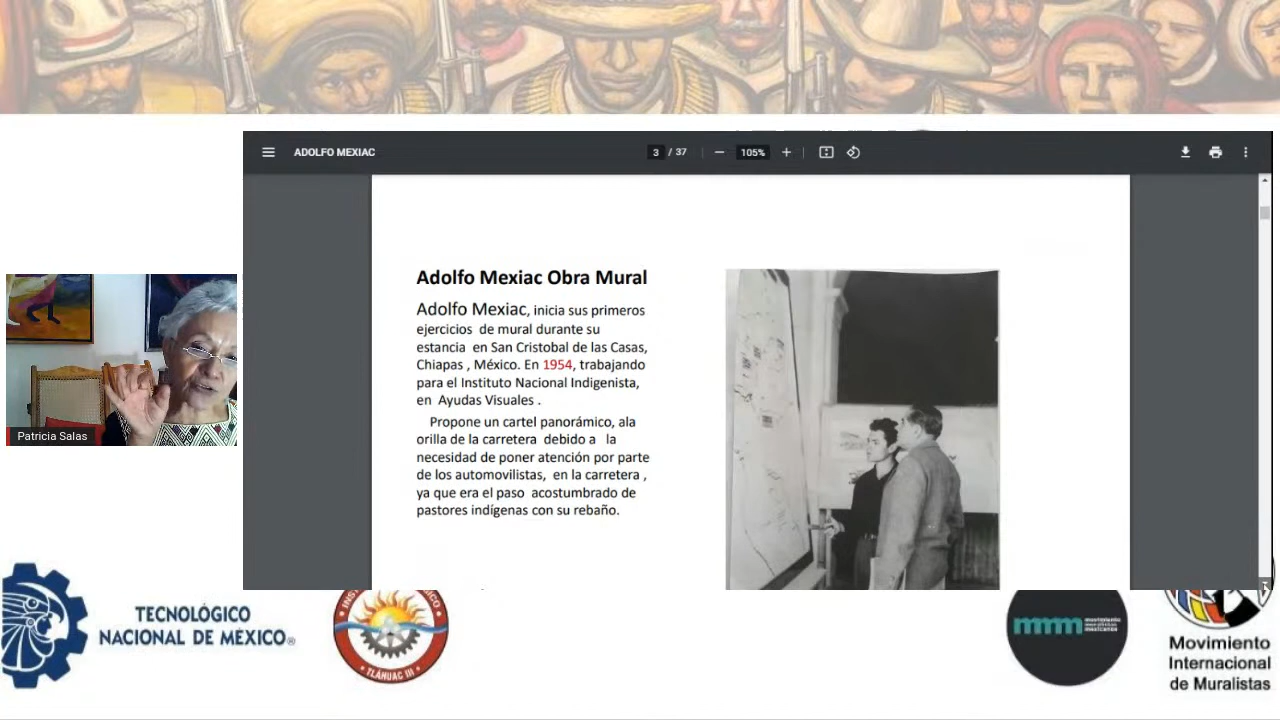 ADOLFO MEXIAC
3 / 37
105%
Adolfo Mexiac Obra Mural
Adolfo Mexiac, inicia sus primeros
ejercicios de mural durante su
estancia en San Cristobal de las Casas,
Chiapas , México. En 1954, trabajando
para el Instituto Nacional Indigenista,
en Ayudas Visuales .
Propone un cartel panorámico, ala
orilla de la carretera debido a la
necesidad de poner atención por parte
de los automovilistas, en la carretera ,
ya que era el paso acostumbrado de
pastores indígenas con su rebaño.
Patricia Salas
TECNOLÓGICO
NACIONAL DE MÉXICO®
TLÁHUAC III
mmm
movimiento
Movimiento
Internacional
de Muralistas